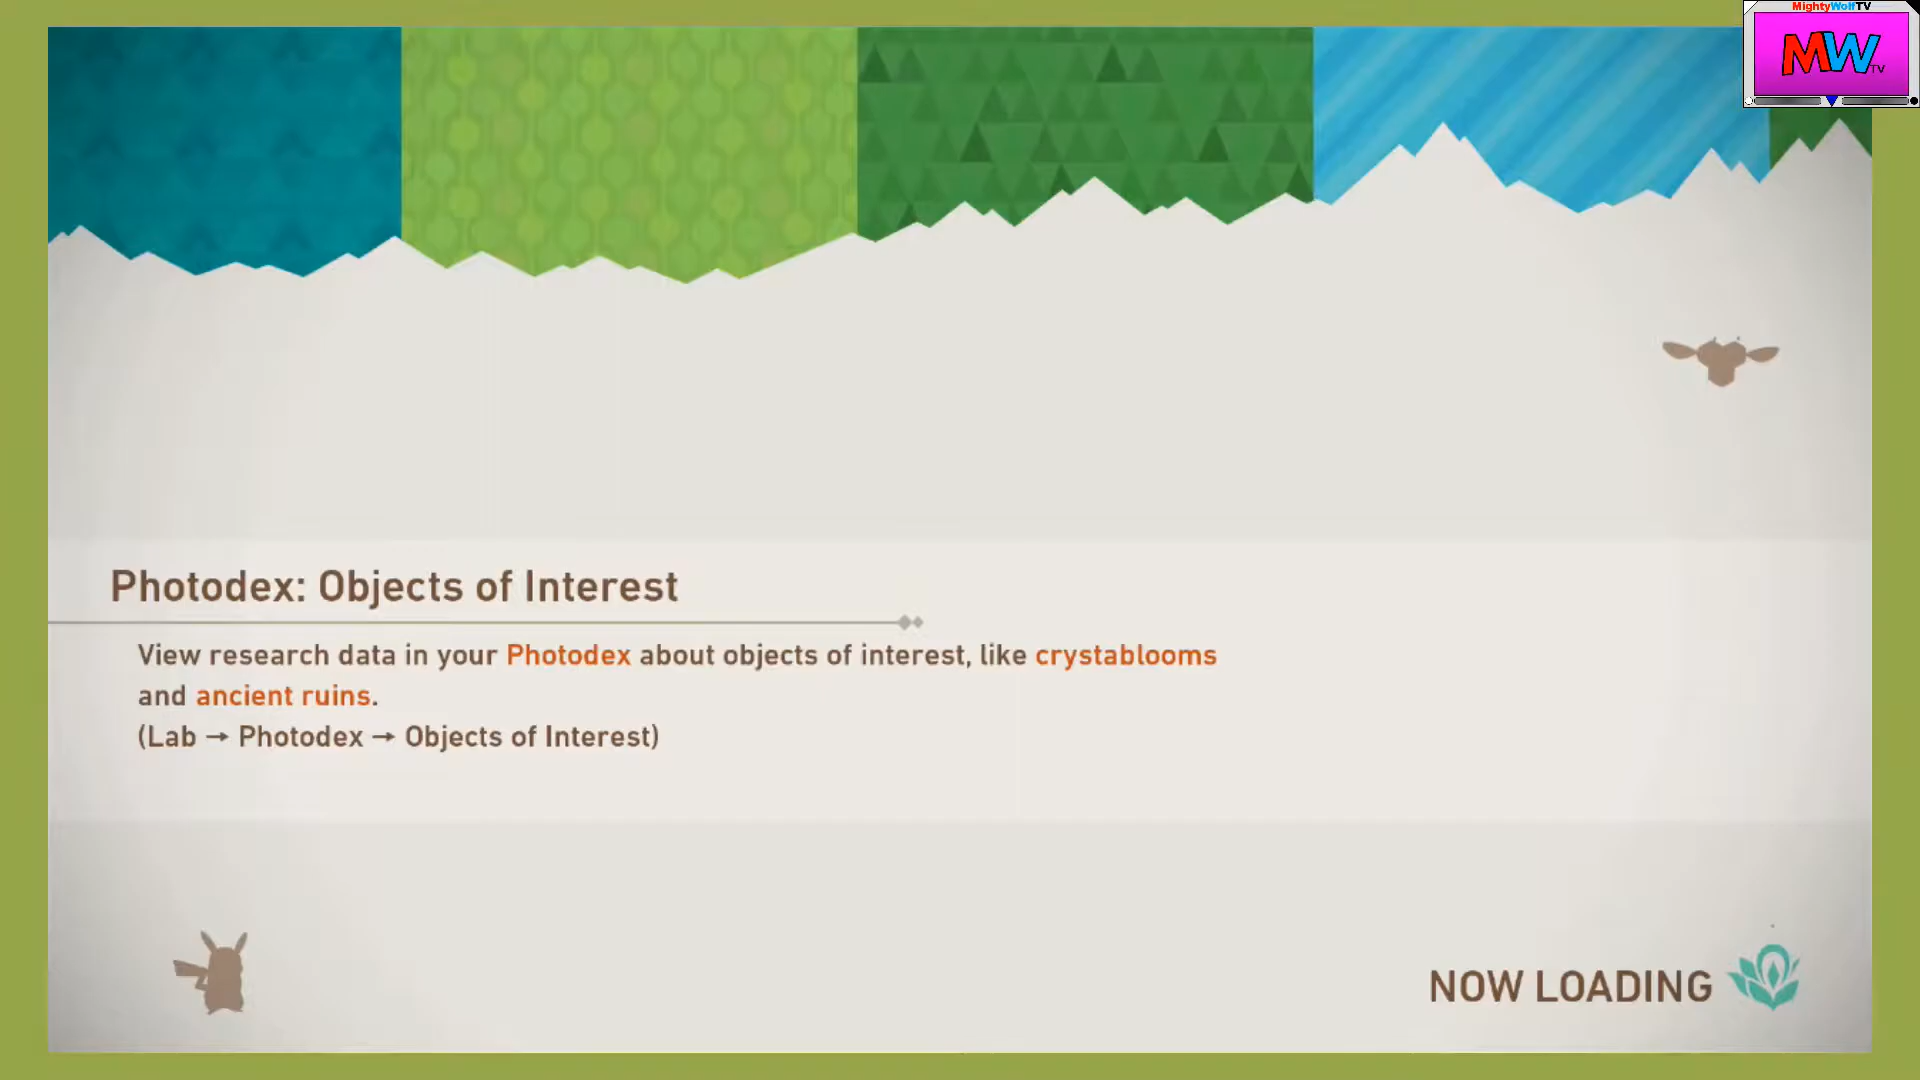 MightyWolfTV
MW TV
Photodex: Objects of Interest
View research data in your Photodex about objects of interest, like crystablooms
and ancient ruins.
(Lab → Photodex → Objects of Interest)
NOW LOADING